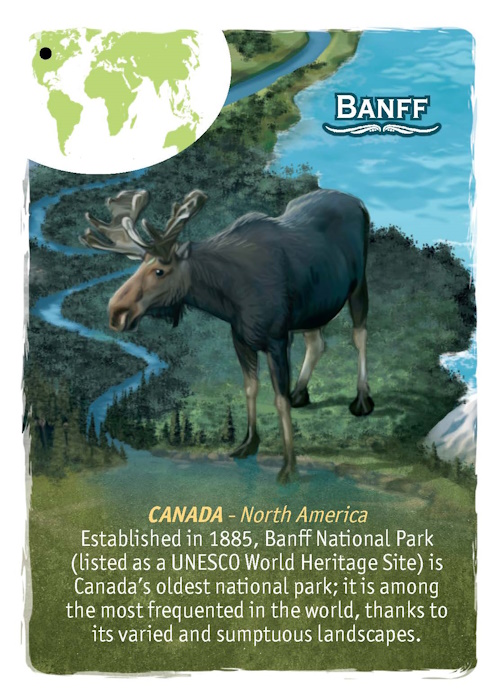 BANFF
CANADA - North America
Established in 1885, Banff National Park
(listed as a UNESCO World Heritage Site) is
Canada's oldest national park; it is among
the most frequented in the world, thanks to
its varied and sumptuous landscapes.